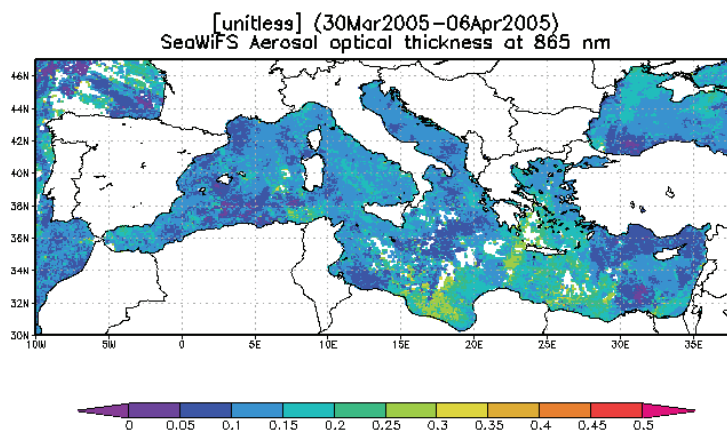 [unitless] (30Mar2005-06Apr2005)
SeaWiFS Aerosol optical thickness at 865 nm
46N
44N
42N
40N
38N
36N
34N
32N
30N
10W 5W 0 5E 10E 15E 20E 25E 30E 35E
0 0.05 0.1 0.15 0.2 0.25 0.3 0.35 0.4 0.45 0.5